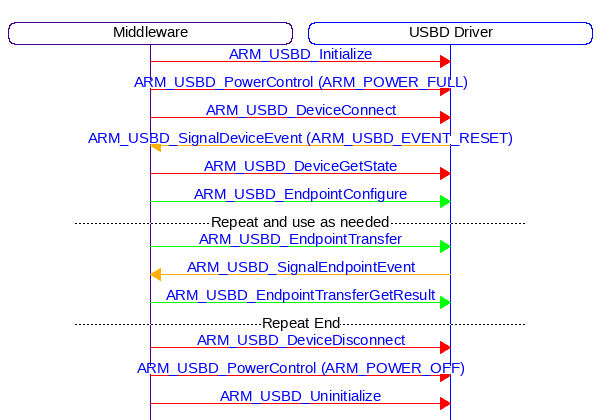 Middleware USBD Driver
ARM_USBD_Initialize
ARM_USBD_PowerControl (ARM_POWER_FULL)
ARM_USBD_DeviceConnect
ARM_USBD_SignalDeviceEvent (ARM_USBD_EVENT_RESET)
ARM_USBD_DeviceGetState
ARM_USBD_EndpointConfigure
Repeat and use as needed
ARM_USBD_EndpointTransfer
ARM_USBD_SignalEndpointEvent
ARM_USBD_EndpointTransferGetResult
Repeat End
ARM_USBD_DeviceDisconnect
ARM_USBD_PowerControl (ARM_POWER_OFF)
ARM_USBD_Uninitialize